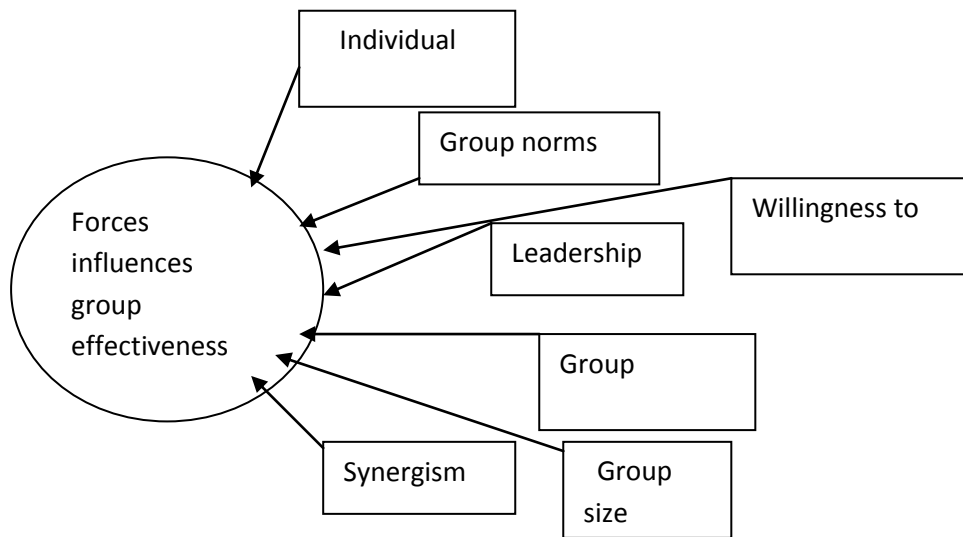 Individual
Group norms
Willingness to
Forces
influences
group
effectiveness
Leadership
Group
Synergism
Group
size